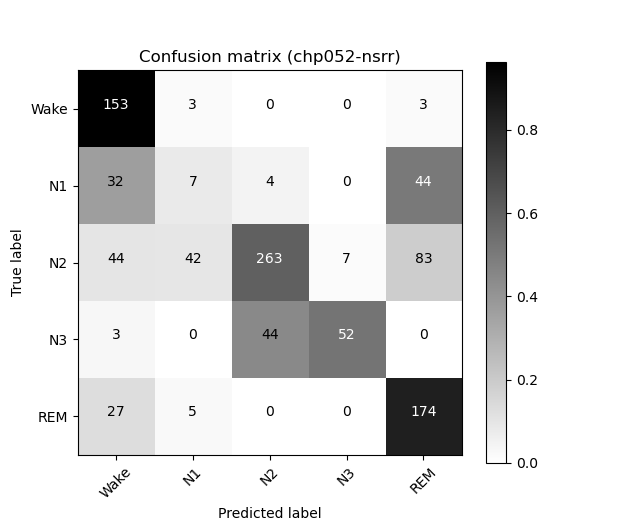 Confusion matrix (chp052-nsrr)
True label
Wake 153 3 0 0 3
N1 32 7 4 0 44
N2 44 42 263 7 83
N3 3 0 44 52 0
REM 27 5 0 0 174
Wake N1 N2 N3 REM
Predicted label
0.8
0.6
0.4
0.2
0.0